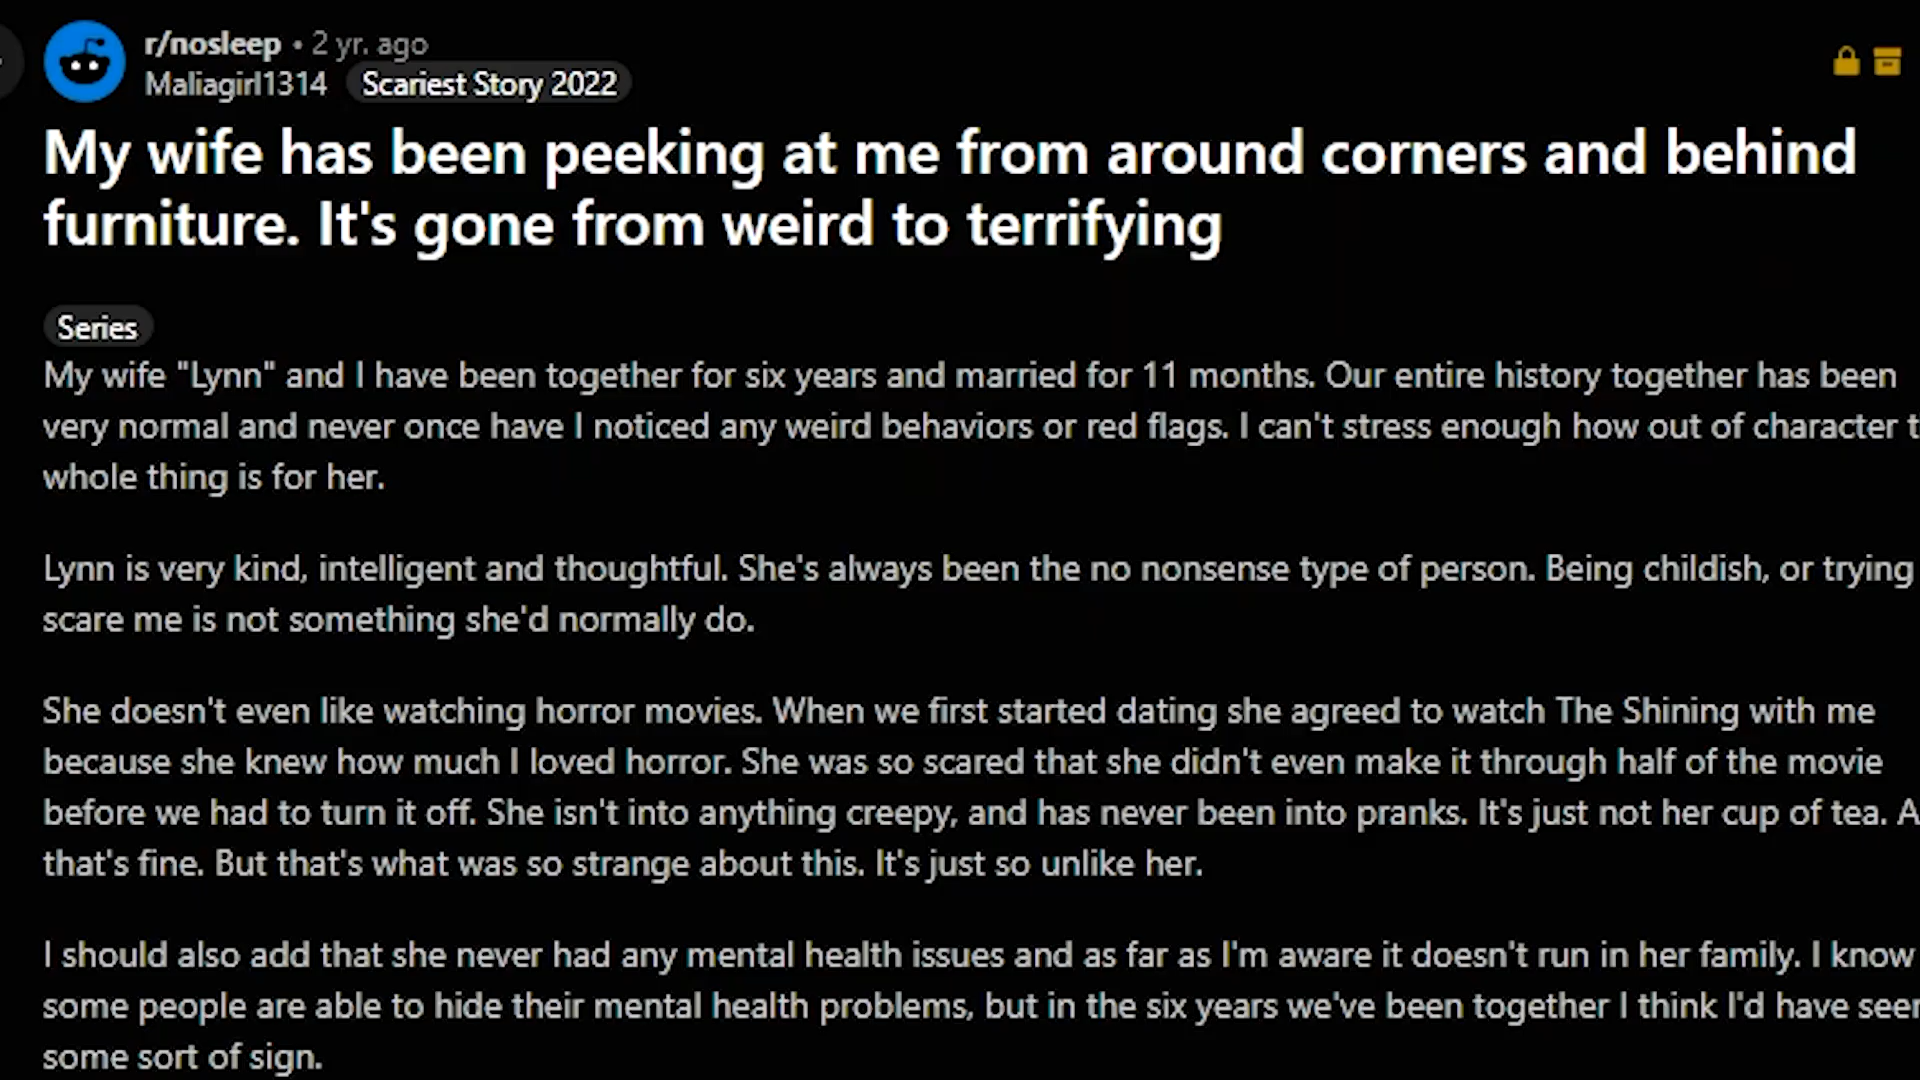 r/nosleep • 2 yr. ago
Maliagirl1314 Scariest Story 2022
My wife has been peeking at me from around corners and behind
furniture. It's gone from weird to terrifying
Series
My wife "Lynn" and I have been together for six years and married for 11 months. Our entire history together has been
very normal and never once have I noticed any weird behaviors or red flags. I can't stress enough how out of character t
whole thing is for her.
Lynn is very kind, intelligent and thoughtful. She's always been the no nonsense type of person. Being childish, or trying
scare me is not something she'd normally do.
She doesn't even like watching horror movies. When we first started dating she agreed to watch The Shining with me
because she knew how much I loved horror. She was so scared that she didn't even make it through half of the movie
before we had to turn it off. She isn't into anything creepy, and has never been into pranks. It's just not her cup of tea. A
that's fine. But that's what was so strange about this. It's just so unlike her.
I should also add that she never had any mental health issues and as far as I'm aware it doesn't run in her family. I know
some people are able to hide their mental health problems, but in the six years we've been together I think I'd have seen
some sort of sign.